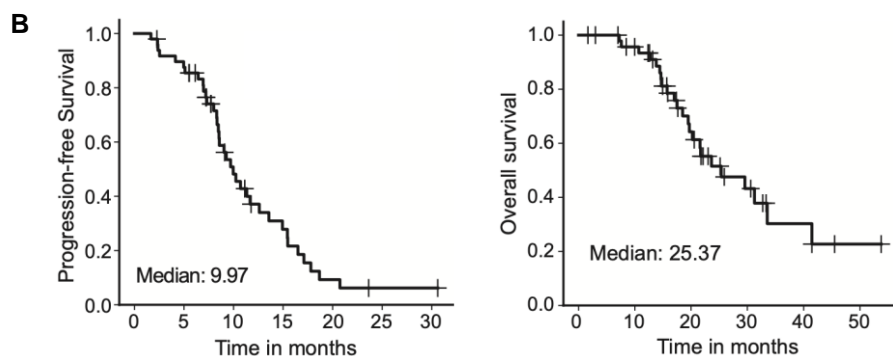 B
Progression-free Survival
1.0
0.8
0.6
0.4
0.2
0.0
Median: 9.97
0 5 10 15 20 25 30
Time in months
Overall survival
1.0
0.8
0.6
0.4
0.2
0.0
Median: 25.37
0 10 20 30 40 50
Time in months